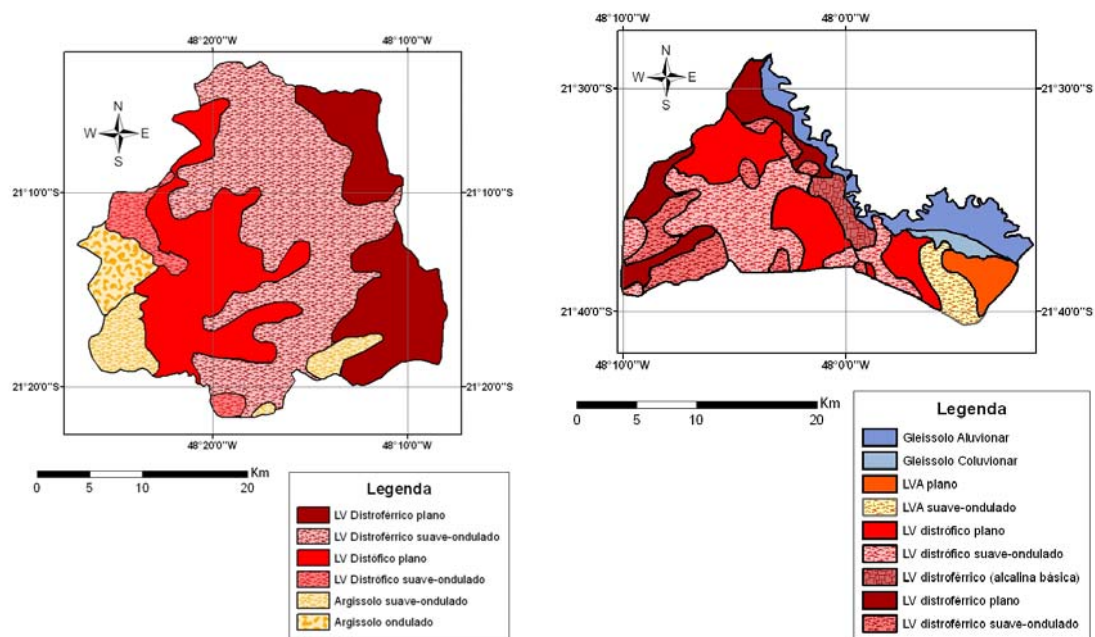 48°20'0"W
48°10'0"W
N
W
E
S
21°10'0"S
21°10'0"S
21°20'0"S
21°20'0"S
48°20'0"W
48°10'0"W
Km
0
5
10
20
Legenda
LV Distroférrico plano
LV Distroférrico suave-ondulado
LV Distófico plano
LV Distrófico suave-ondulado
Argissolo suave-ondulado
Argissolo ondulado
48°10'0"W
48°0'0"W
N
W
E
S
21°30'0"S
21°30'0"S
21°40'0"S
21°40'0"S
48°10'0"W
48°0'0"W
Km
0
5
10
20
Legenda
Gleissolo Aluvionar
Gleissolo Coluvionar
LVA plano
LVA suave-ondulado
LV distrófico plano
LV distrófico suave-ondulado
LV distroférrico (alcalina básica)
LV distroférrico plano
LV distroférrico suave-ondulado